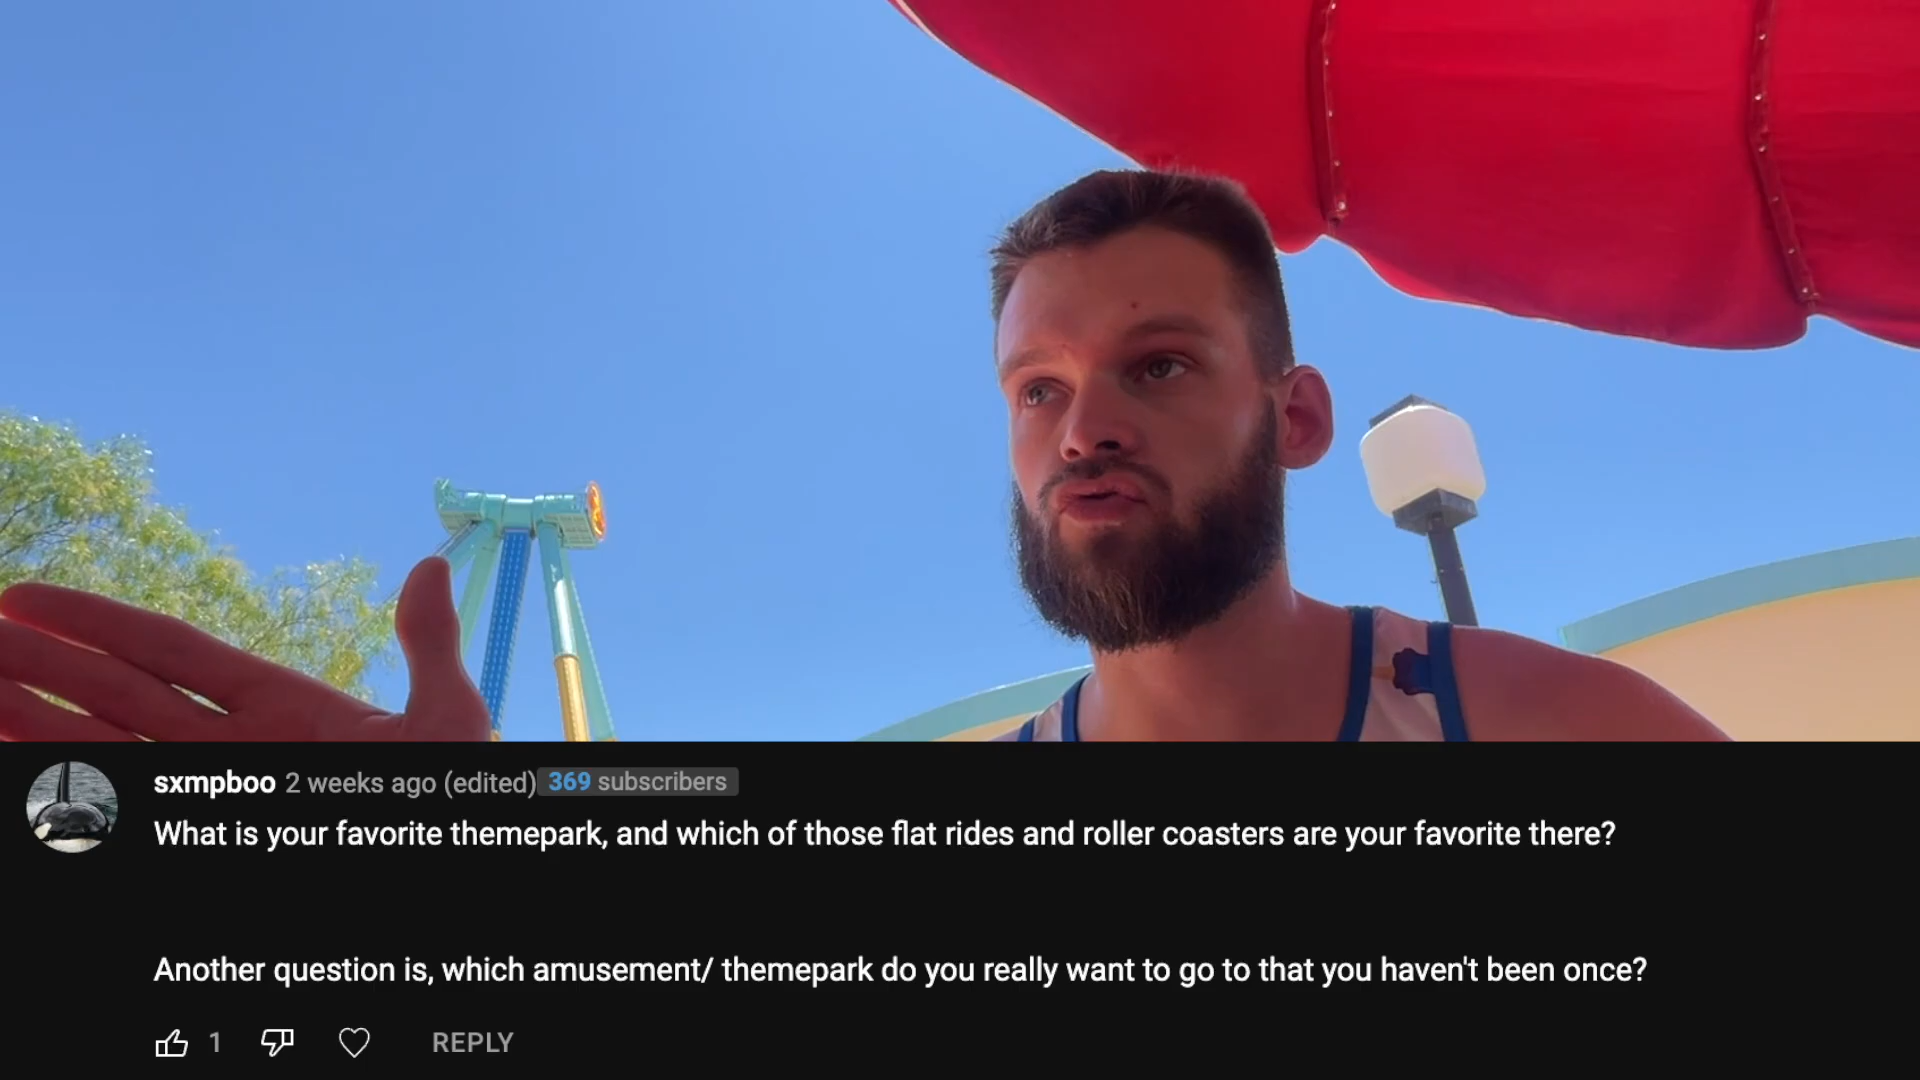 sxmpboo 2 weeks ago (edited) 369 subscribers
What is your favorite themepark, and which of those flat rides and roller coasters are your favorite there?
Another question is, which amusement/ themepark do you really want to go to that you haven't been once?
1 REPLY